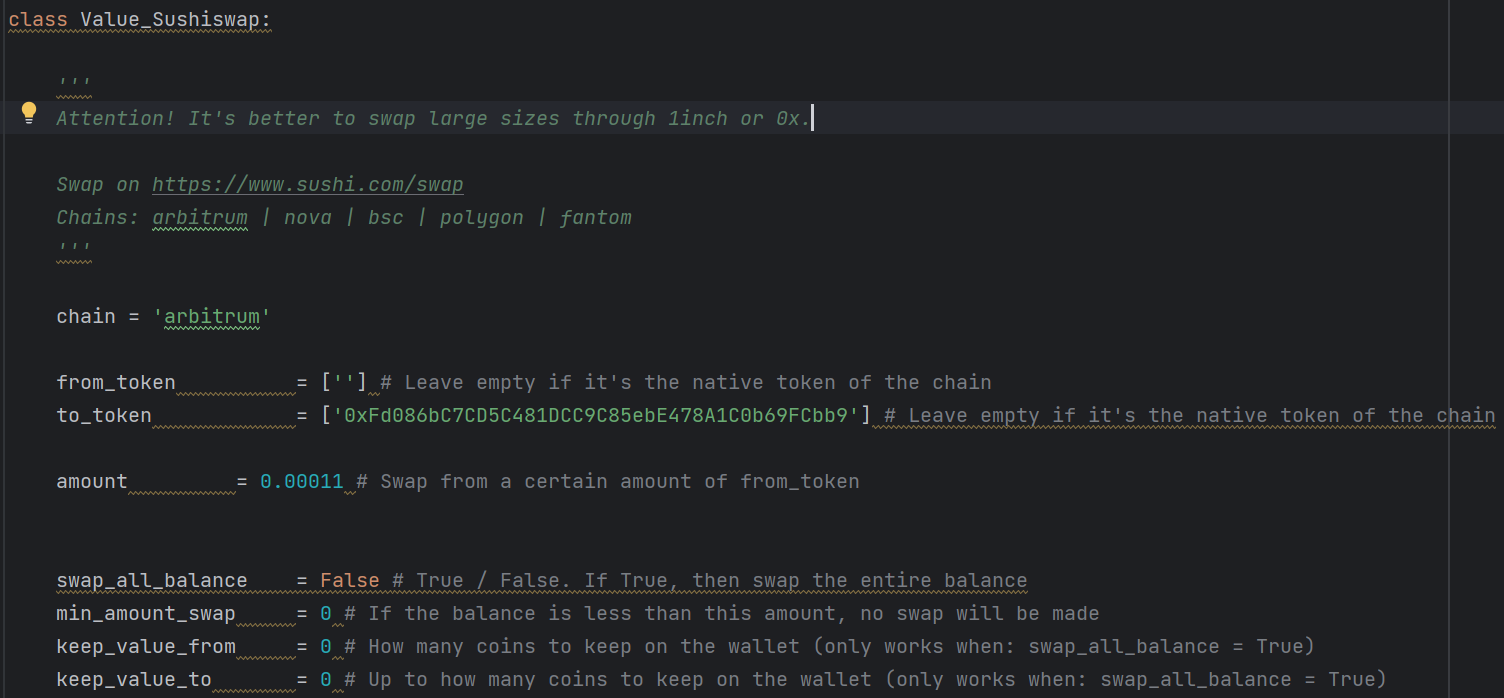 class Value_Sushiswap:
'''
Attention! It's better to swap large sizes through 1inch or 0x.
Swap on https://www.sushi.com/swap
Chains: arbitrum | nova | bsc | polygon | fantom
'''
chain = 'arbitrum'
from_token = [''] # Leave empty if it's the native token of the chain
to_token = ['0xFd086bC7CD5C481DCC9C85ebE478A1C0b69FCbb9'] # Leave empty if it's the native token of the chain
amount = 0.00011 # Swap from a certain amount of from_token
swap_all_balance = False # True / False. If True, then swap the entire balance
min_amount_swap = 0 # If the balance is less than this amount, no swap will be made
keep_value_from = 0 # How many coins to keep on the wallet (only works when: swap_all_balance = True)
keep_value_to = 0 # Up to how many coins to keep on the wallet (only works when: swap_all_balance = True)